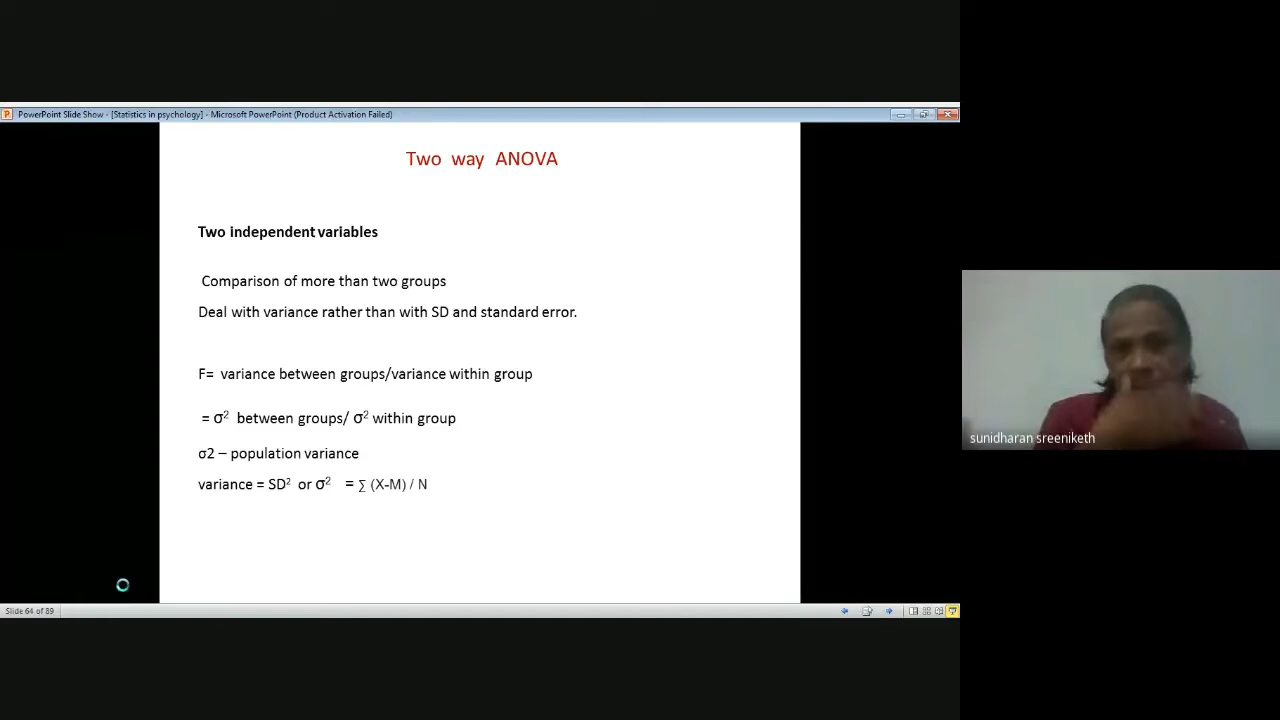 PowerPoint Slide Show - [Statistics in psychology] - Microsoft PowerPoint (Product Activation Failed)
Two way ANOVA
Two independent variables
Comparison of more than two groups
Deal with variance rather than with SD and standard error.
F= variance between groups/variance within group
= σ² between groups/ σ² within group
σ2 – population variance
variance = SD² or σ² = ∑ (X-M) / N
sunidharan sreeniketh
Slide 64 of 89